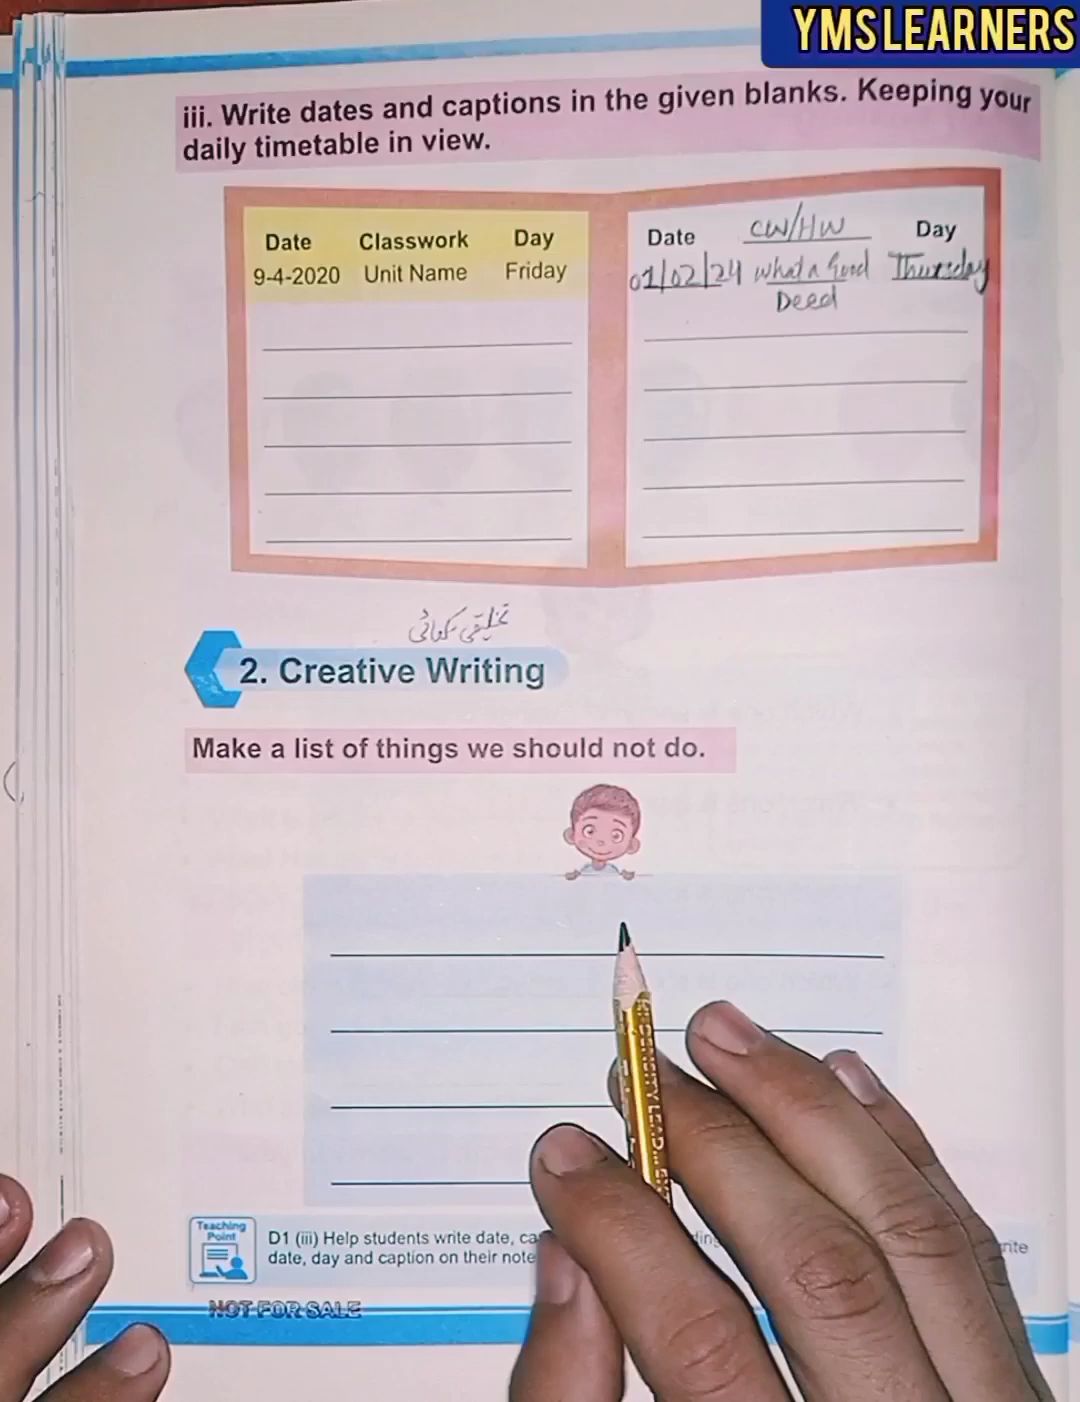 YMSLEARNERS
iii. Write dates and captions in the given blanks. Keeping your
daily timetable in view.
Date Classwork Day
9-4-2020 Unit Name Friday
Date CW/HW Day
01/02/24 What a Good Thursday
Deed
تخلیقی لکھائی
2. Creative Writing
Make a list of things we should not do.
Teaching
Point
D1 (iii) Help students write date, ca
date, day and caption on their note
NOT FOR SALE